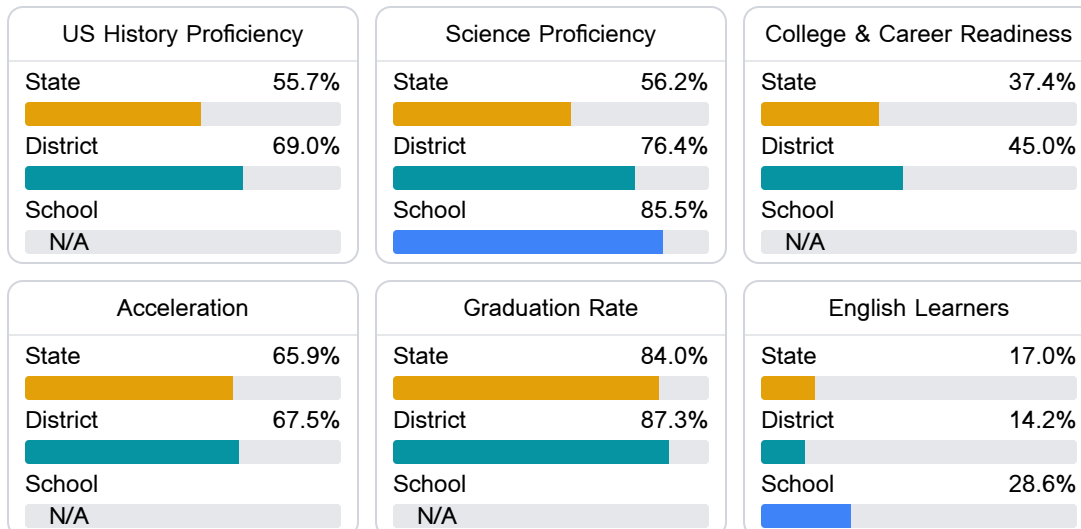 US History Proficiency
State 55.7%
District 69.0%
School
N/A
Science Proficiency
State 56.2%
District 76.4%
School 85.5%
College & Career Readiness
State 37.4%
District 45.0%
School
N/A
Acceleration
State 65.9%
District 67.5%
School
N/A
Graduation Rate
State 84.0%
District 87.3%
School
N/A
English Learners
State 17.0%
District 14.2%
School 28.6%